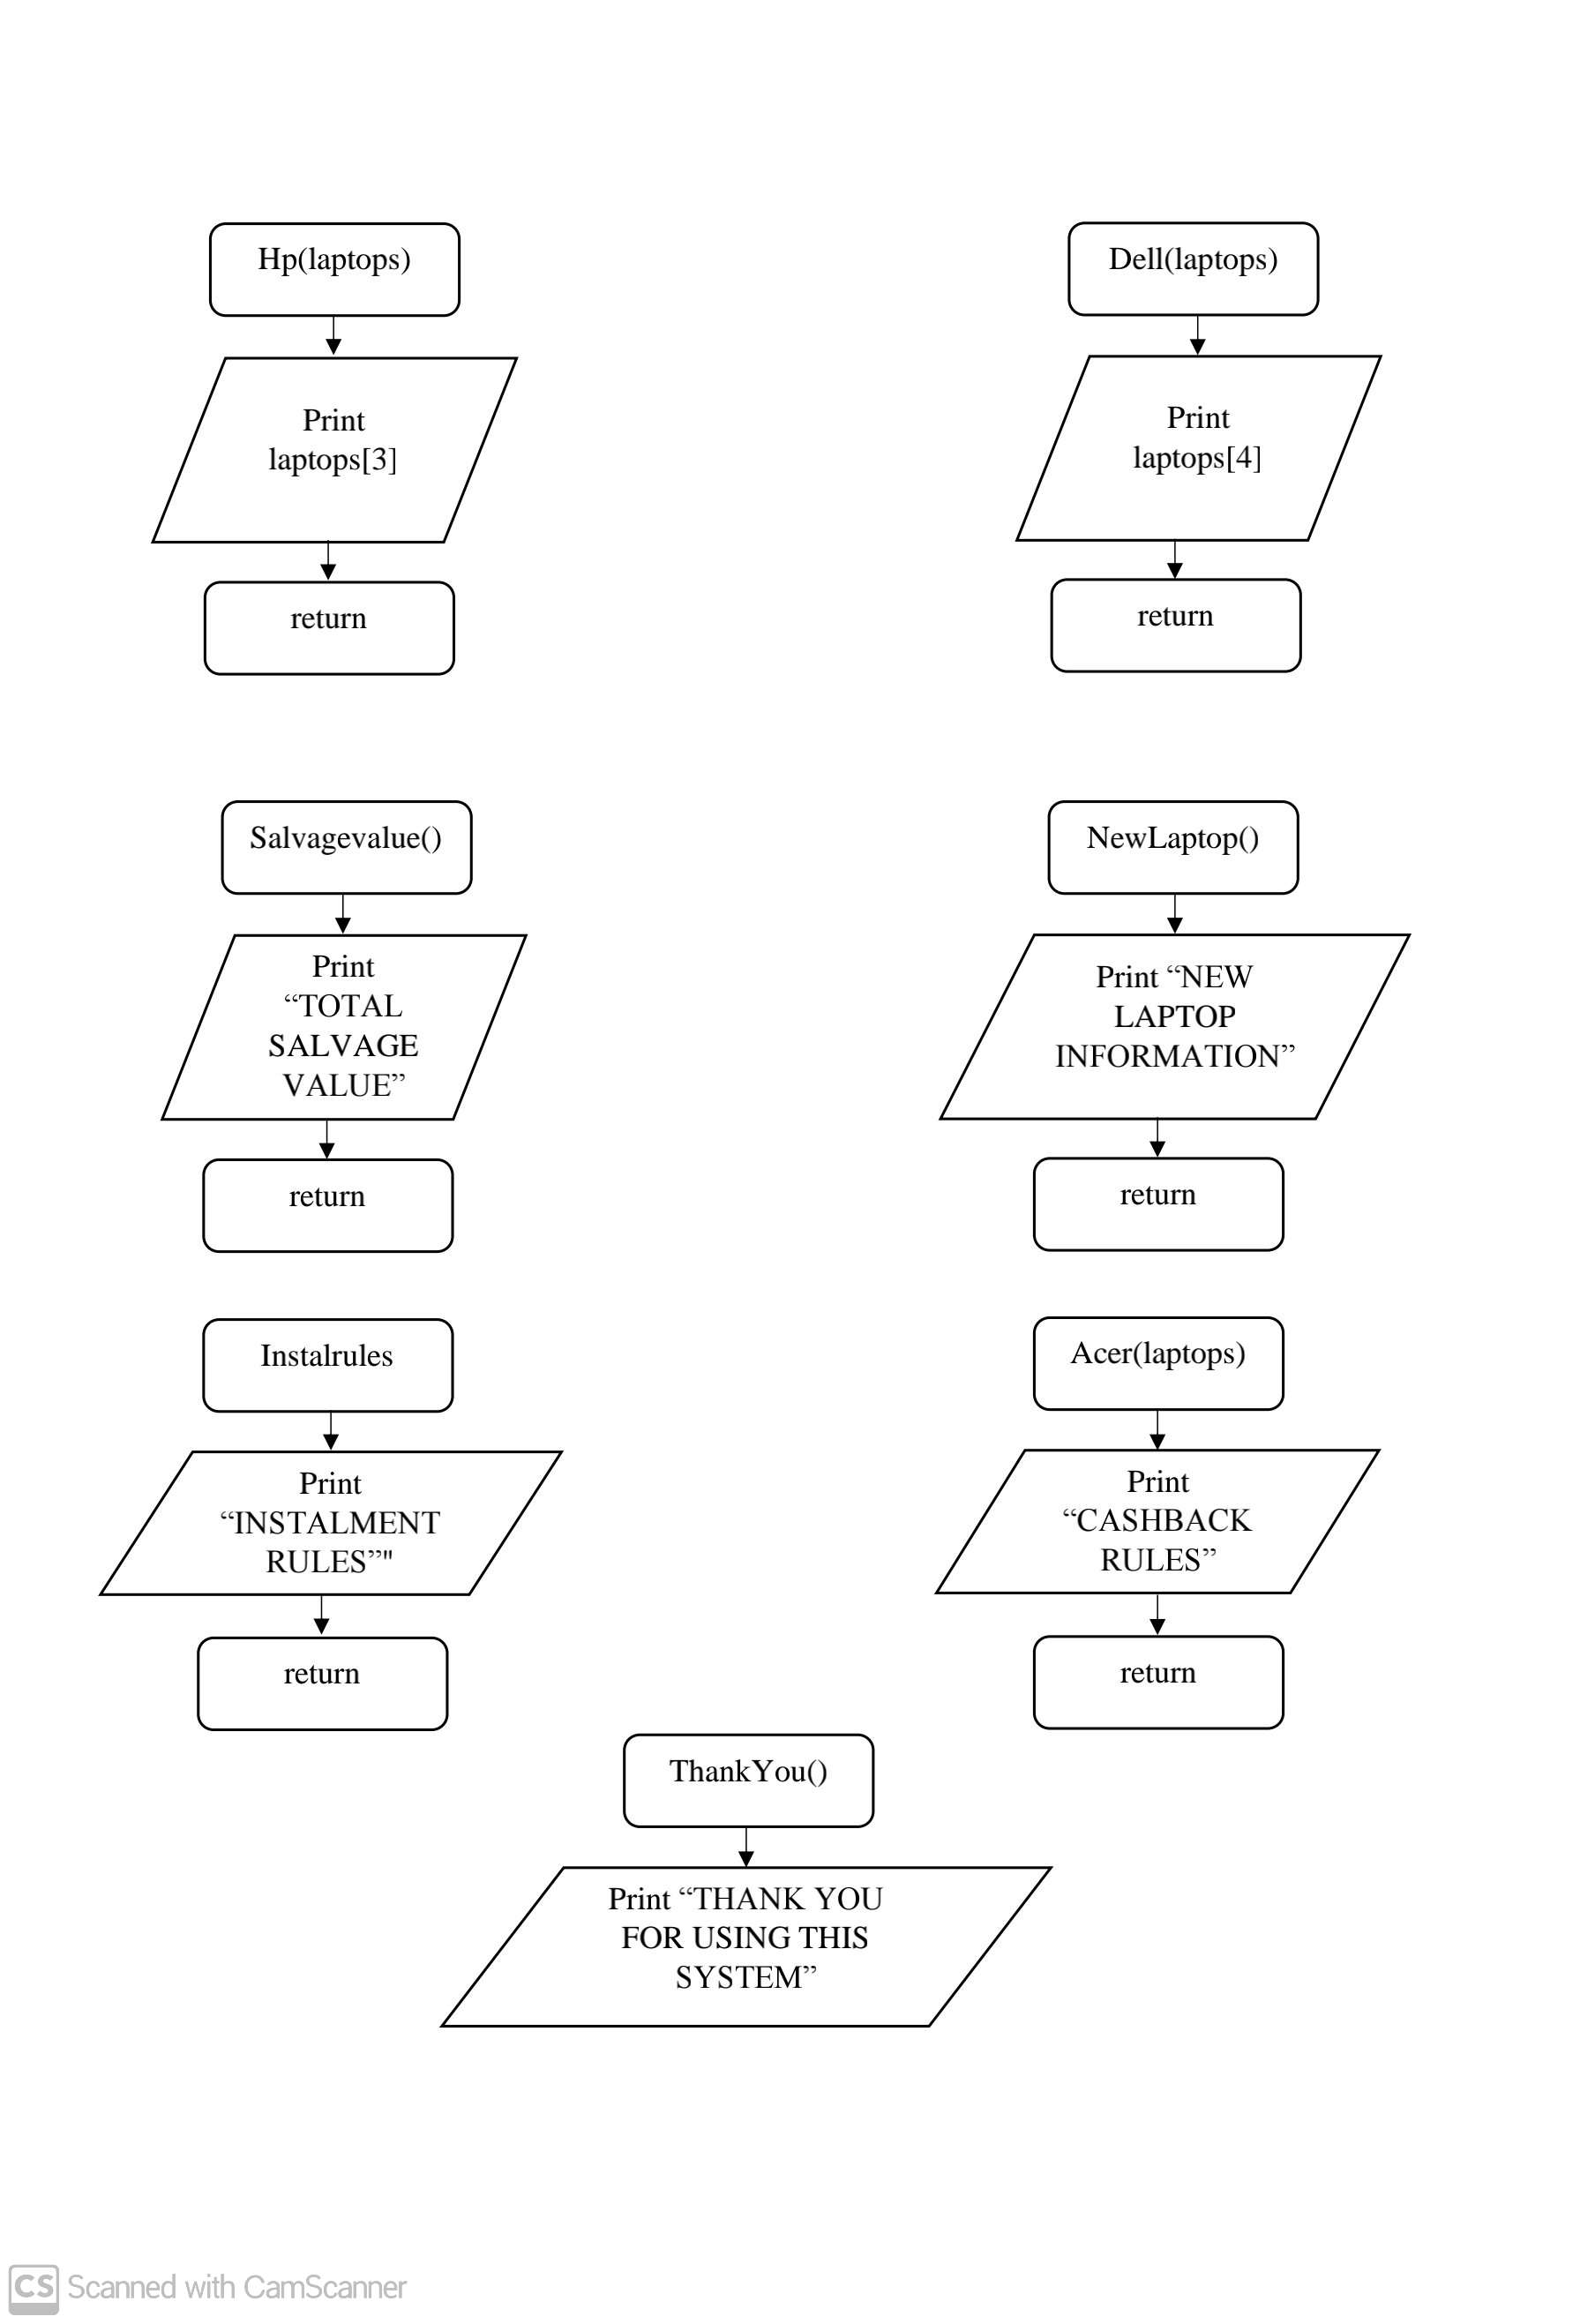 Hp(laptops)
Print
laptops[3]
return
Dell(laptops)
Print
laptops[4]
return
Salvagevalue()
Print
“TOTAL
SALVAGE
VALUE”
return
NewLaptop()
Print “NEW
LAPTOP
INFORMATION”
return
Instalrules
Print
“INSTALMENT
RULES”"
return
Acer(laptops)
Print
“CASHBACK
RULES”
return
ThankYou()
Print “THANK YOU
FOR USING THIS
SYSTEM”
CS Scanned with CamScanner